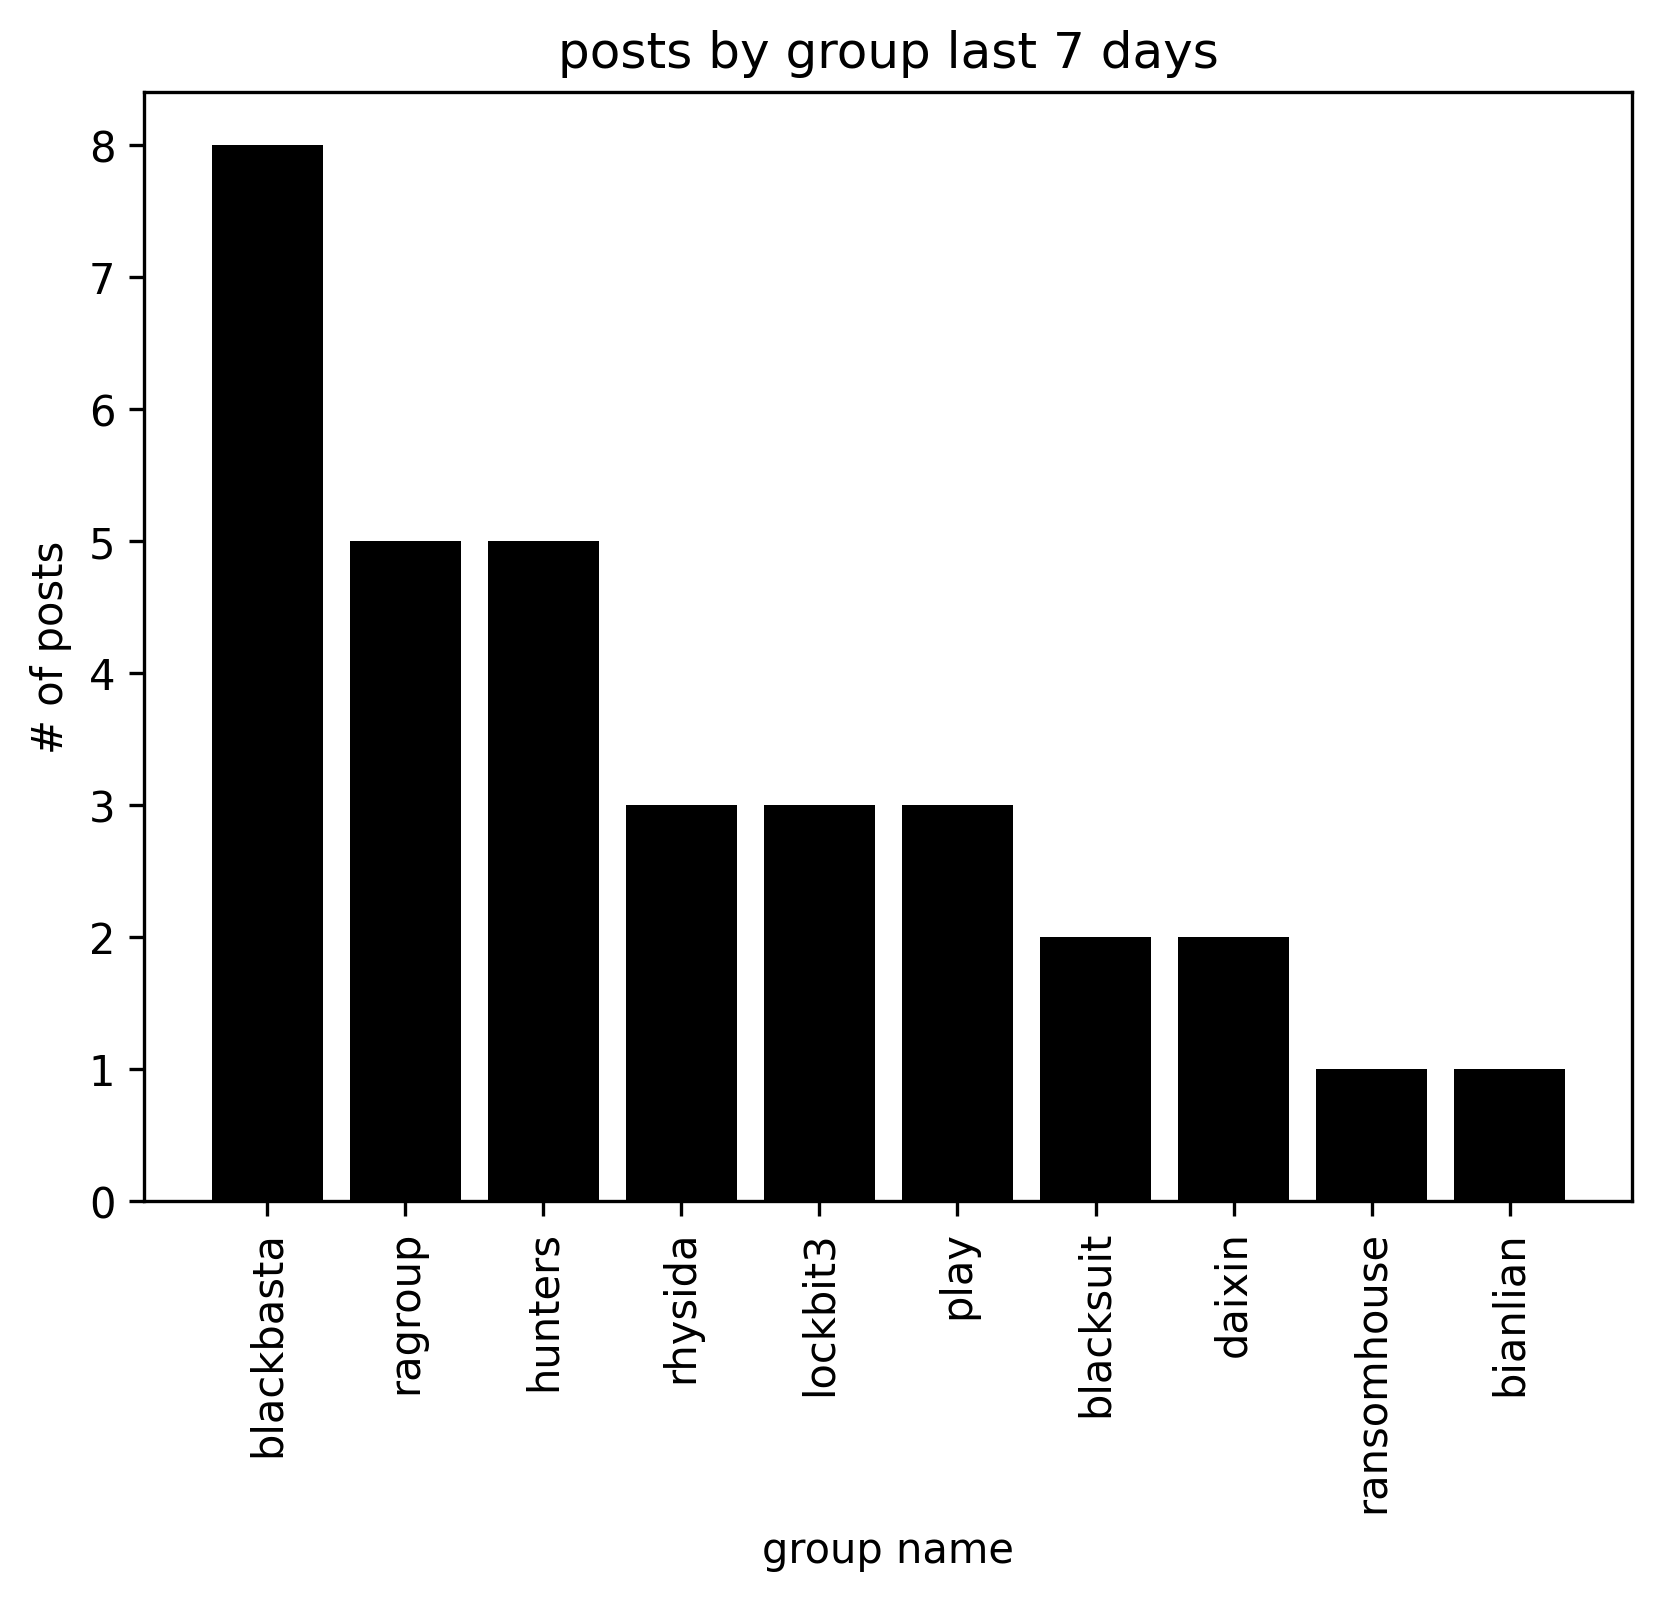 posts by group last 7 days
# of posts
8
7
6
5
4
3
2
1
0
blackbasta
ragroup
hunters
rhysida
lockbit3
play
blacksuit
daixin
ransomhouse
bianlian
group name